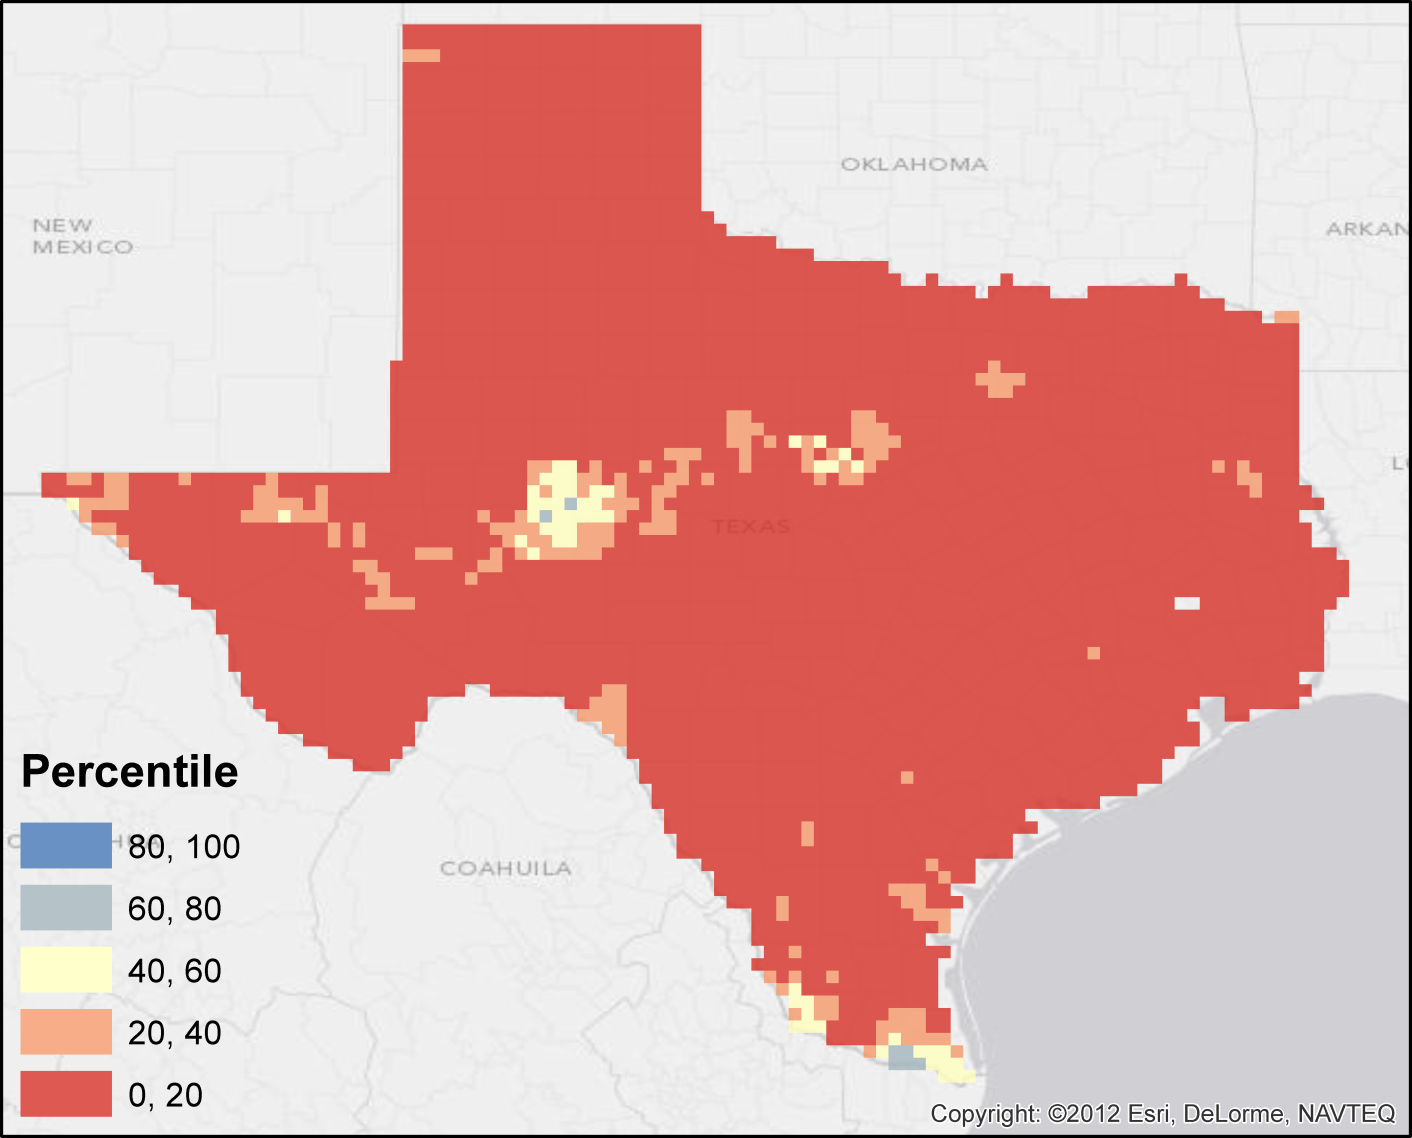 OKLAHOMA
NEW
MEXICO
ARKAN
TEXAS
Percentile
80, 100
COAHUILA
60, 80
40, 60
20, 40
0, 20
Copyright: ©2012 Esri, DeLorme, NAVTEQ